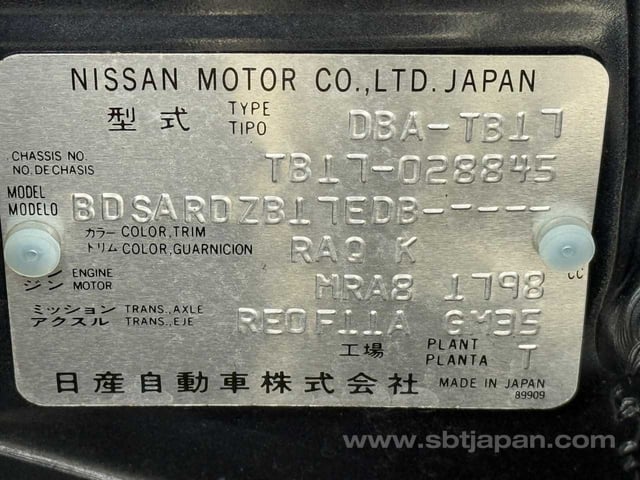 NISSAN MOTOR CO.,LTD. JAPAN
型式 TYPE TIPO DBA-TB17
CHASSIS NO. NO.DE CHASIS TB17-028845
MODEL MODELO BDSARDZB17EDB-----
カラー COLOR,TRIM
トリム COLOR,GUARNICION RAQ K
ン ENGINE
ジン MOTOR MRA8 1798 CC
ミッション TRANS.,AXLE
アクスル TRANS.,EJE RE0F11A GM35
工場 PLANT PLANTA T
日産自動車株式会社 MADE IN JAPAN
89909
www.sbtjapan.com